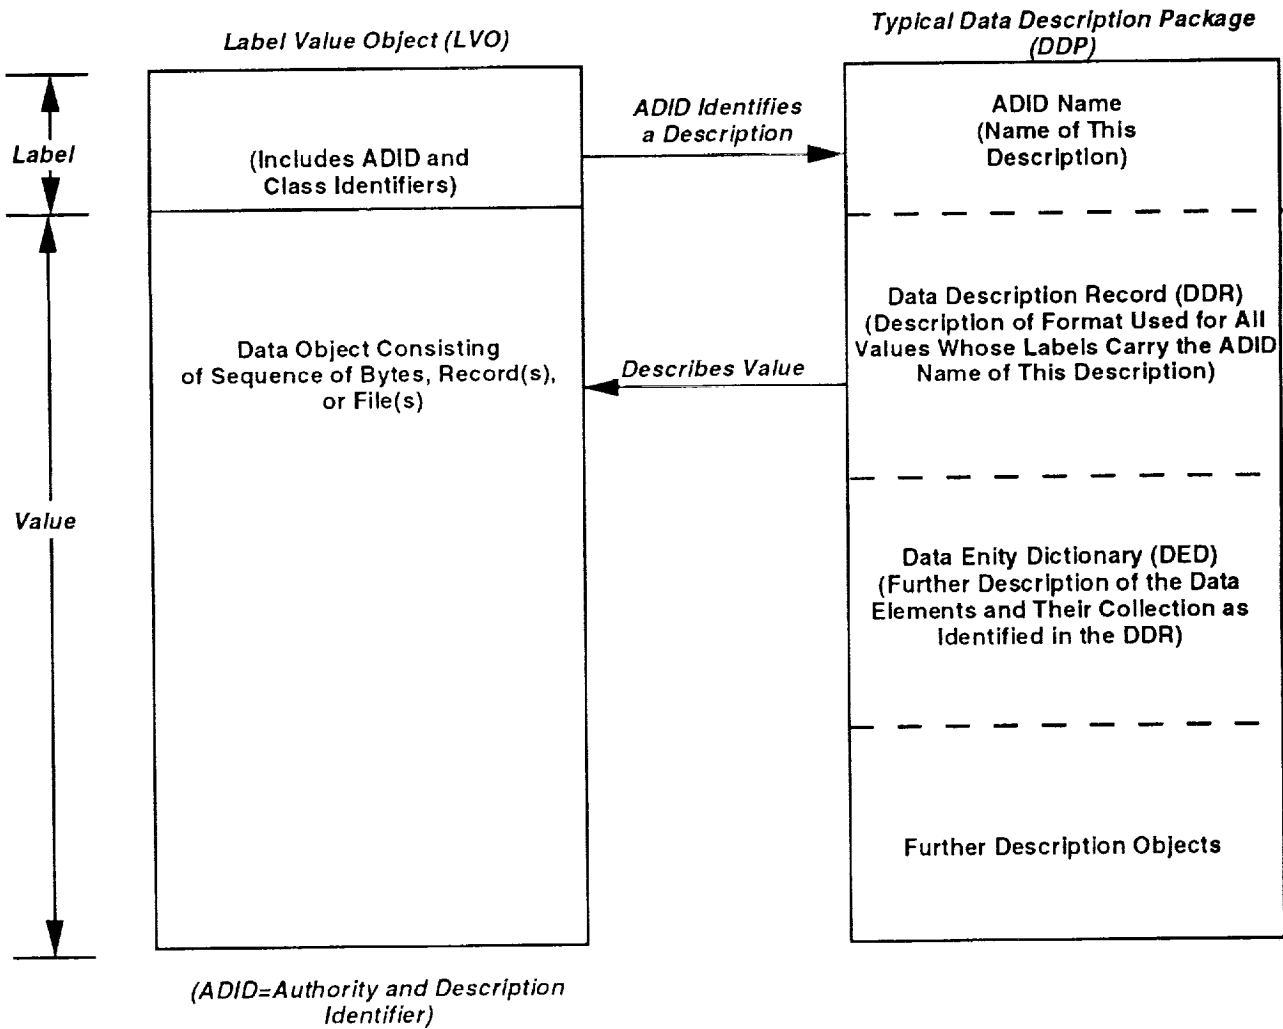 Label Value Object (LVO)
Typical Data Description Package
(DDP)
Label
(Includes ADID and
Class Identifiers)
ADID Identifies
a Description
ADID Name
(Name of This
Description)
Value
Data Object Consisting
of Sequence of Bytes, Record(s),
or File(s)
Describes Value
Data Description Record (DDR)
(Description of Format Used for All
Values Whose Labels Carry the ADID
Name of This Description)
Data Enity Dictionary (DED)
(Further Description of the Data
Elements and Their Collection as
Identified in the DDR)
Further Description Objects
(ADID=Authority and Description
Identifier)